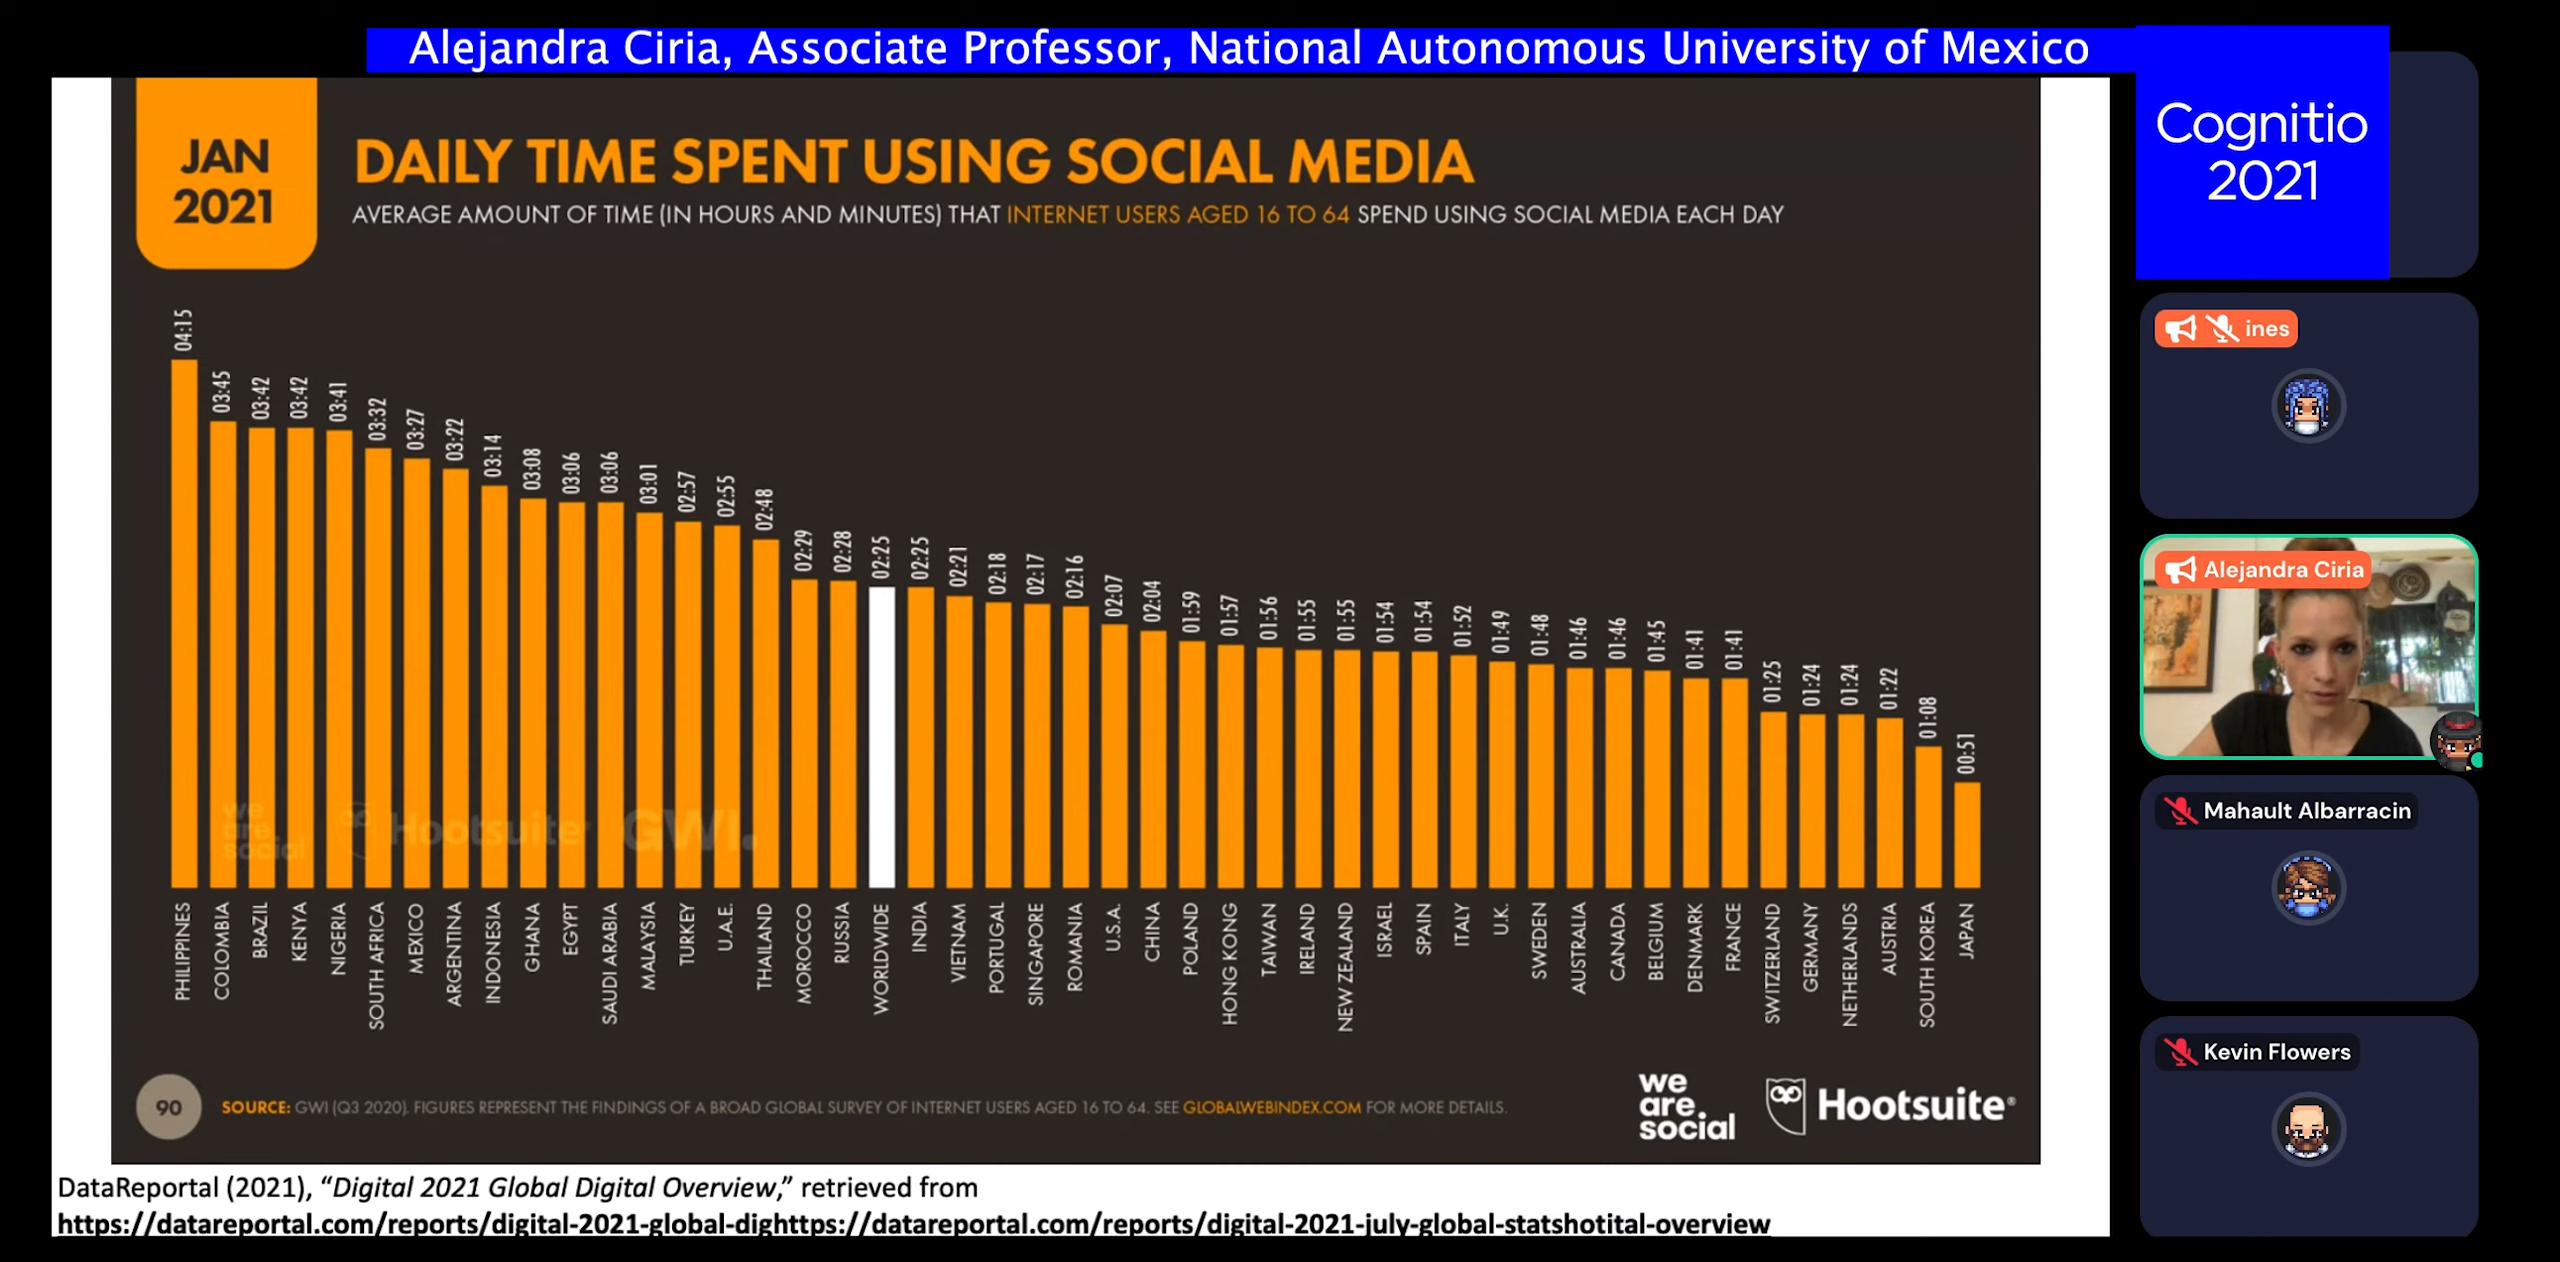 Alejandra Ciria, Associate Professor, National Autonomous University of Mexico
Cognitio
2021
JAN
2021
DAILY TIME SPENT USING SOCIAL MEDIA
AVERAGE AMOUNT OF TIME (IN HOURS AND MINUTES) THAT INTERNET USERS AGED 16 TO 64 SPEND USING SOCIAL MEDIA EACH DAY
04:15
03:45
03:42
03:42
03:41
03:32
03:27
03:22
03:14
03:08
03:06
03:06
03:01
02:57
02:55
02:48
02:29
02:28
02:25
02:25
02:21
02:18
02:17
02:16
02:07
02:04
01:59
01:57
01:56
01:55
01:55
01:54
01:54
01:52
01:49
01:48
01:46
01:46
01:45
01:41
01:41
01:25
01:24
01:24
01:22
01:08
00:51
we
are.
social
Hootsuite
GWI.
PHILIPPINES
COLOMBIA
BRAZIL
KENYA
NIGERIA
SOUTH AFRICA
MEXICO
ARGENTINA
INDONESIA
GHANA
EGYPT
SAUDI ARABIA
MALAYSIA
TURKEY
U.A.E.
THAILAND
MOROCCO
RUSSIA
WORLDWIDE
INDIA
VIETNAM
PORTUGAL
SINGAPORE
ROMANIA
U.S.A.
CHINA
POLAND
HONG KONG
TAIWAN
IRELAND
NEW ZEALAND
ISRAEL
SPAIN
ITALY
U.K.
SWEDEN
AUSTRALIA
CANADA
BELGIUM
DENMARK
FRANCE
SWITZERLAND
GERMANY
NETHERLANDS
AUSTRIA
SOUTH KOREA
JAPAN
90
SOURCE: GWI (Q3 2020). FIGURES REPRESENT THE FINDINGS OF A BROAD GLOBAL SURVEY OF INTERNET USERS AGED 16 TO 64. SEE GLOBALWEBINDEX.COM FOR MORE DETAILS.
we
are.
social
Hootsuite®
DataReportal (2021), “Digital 2021 Global Digital Overview,” retrieved from
https://datareportal.com/reports/digital-2021-global-dighttps://datareportal.com/reports/digital-2021-july-global-statshotital-overview
ines
Alejandra Ciria
Mahault Albarracin
Kevin Flowers